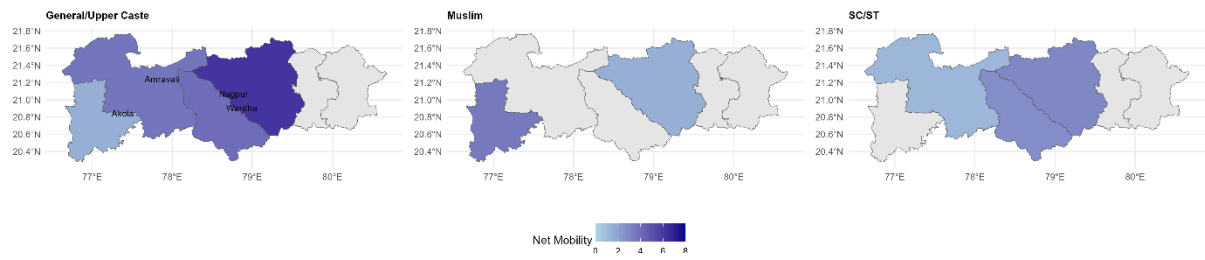 General/Upper Caste
Muslim
SC/ST
21.8°N
21.6°N
21.4°N
21.2°N
21.0°N
20.8°N
20.6°N
20.4°N
Amravati
Nagpur
Wardha
Akola
21.8°N
21.6°N
21.4°N
21.2°N
21.0°N
20.8°N
20.6°N
20.4°N
21.8°N
21.6°N
21.4°N
21.2°N
21.0°N
20.8°N
20.6°N
20.4°N
77°E 78°E 79°E 80°E
77°E 78°E 79°E 80°E
77°E 78°E 79°E 80°E
Net Mobility
0 2 4 6 8